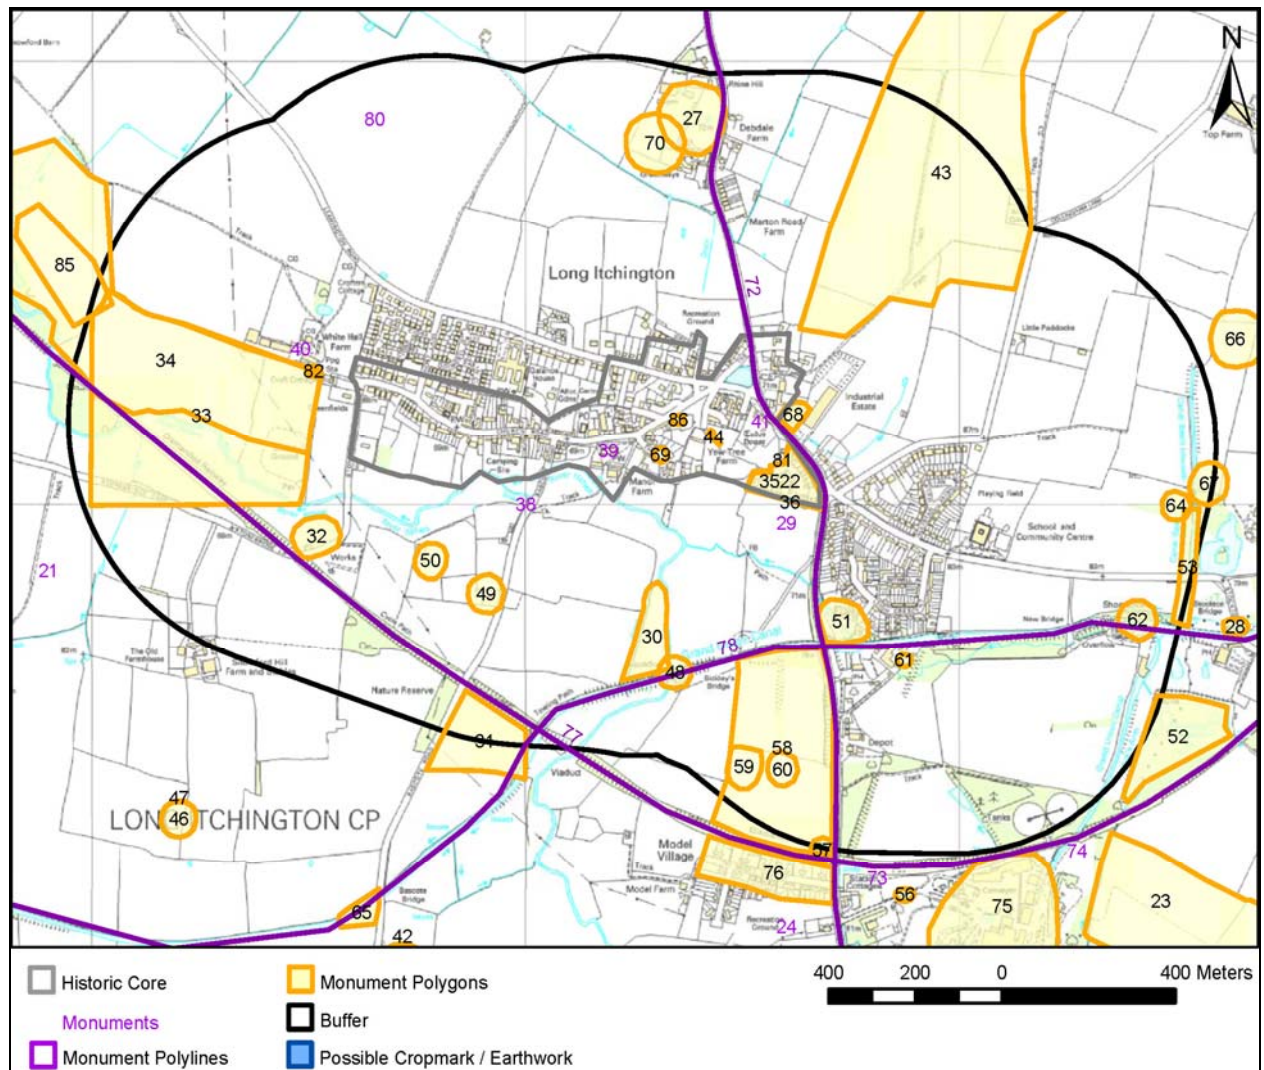 N
80
27
70
Debdale
Farm
43
Top Farm
Marton Road
Farm
85
Long Itchington
72
Recreation
Ground
Little Paddocks
66
34
40
White Hall
Farm
82
33
Industrial
Estate
68
86
41
44
39
69
Yew Tree
Farm
81
Manor
Farm
3522
36
29
38
Track
Playing Field
67
64
School and
Community Centre
32
Works
50
49
21
53
30
51
62
28
New Bridge
78
48
61
The Old
Farmhouse
Nature Reserve
Towing Path
31
77
Viaduct
58
59
60
Depot
Track
52
47
46
LONG ITCHINGTON CP
Tanks
57
74
Model
Village
76
73
Model Farm
65
42
56
75
23
24
Historic Core
Monument Polygons
400 200 0 400 Meters
Monuments
Buffer
Monument Polylines
Possible Cropmark / Earthwork